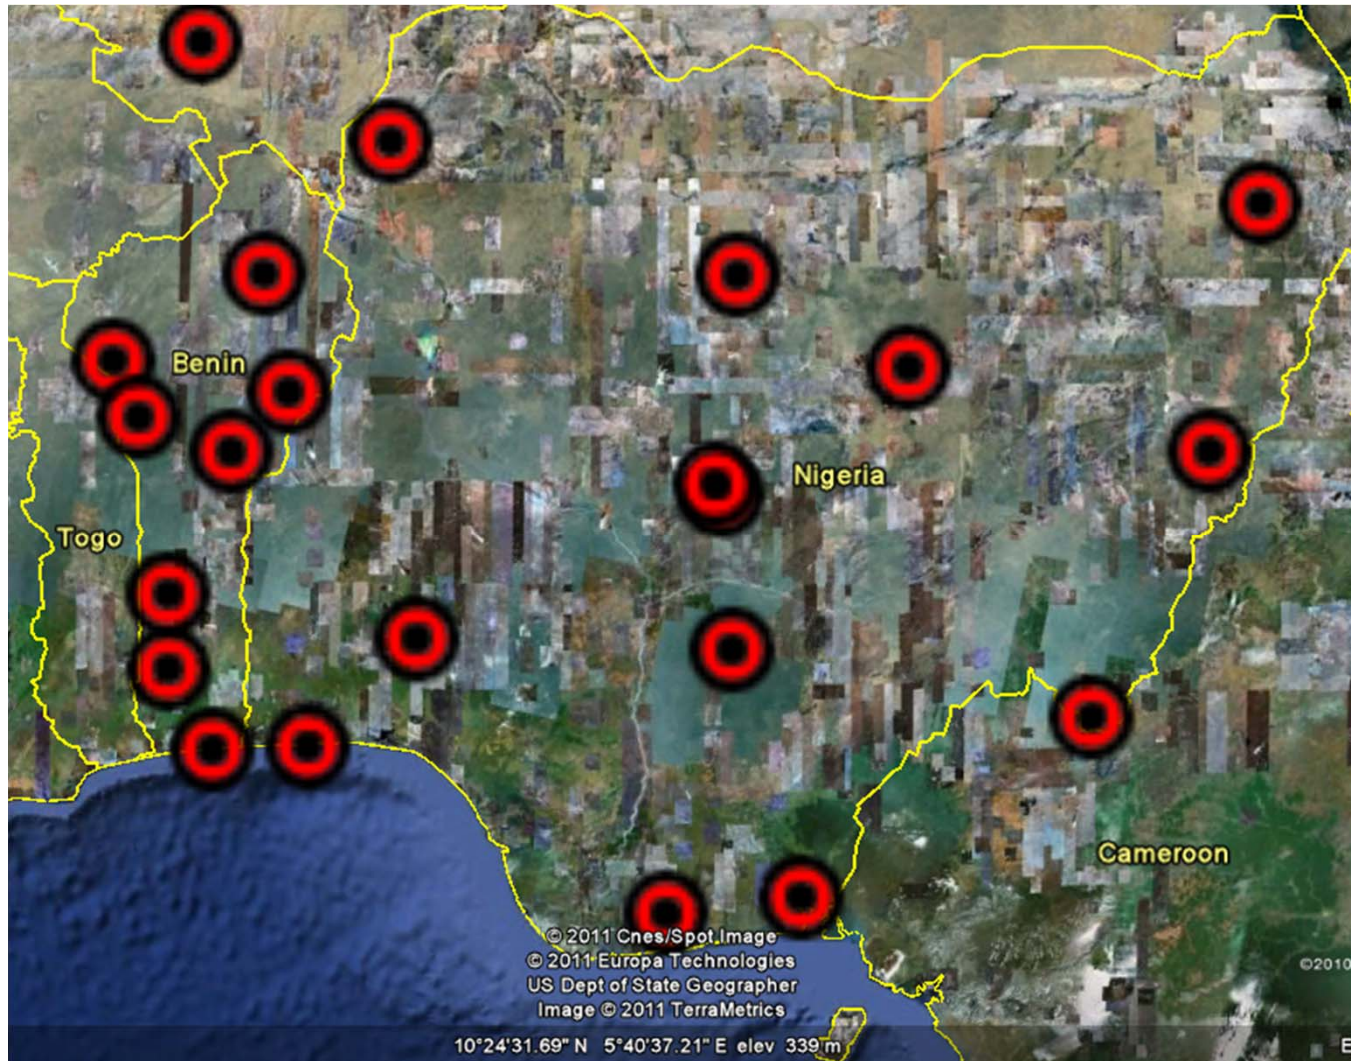 Benin
Nigeria
Togo
Cameroon
© 2011 Cnes/Spot Image
© 2011 Europa Technologies
US Dept of State Geographer
Image © 2011 TerraMetrics
©2010
10°24'31.69" N 5°40'37.21" E elev 339 m
E